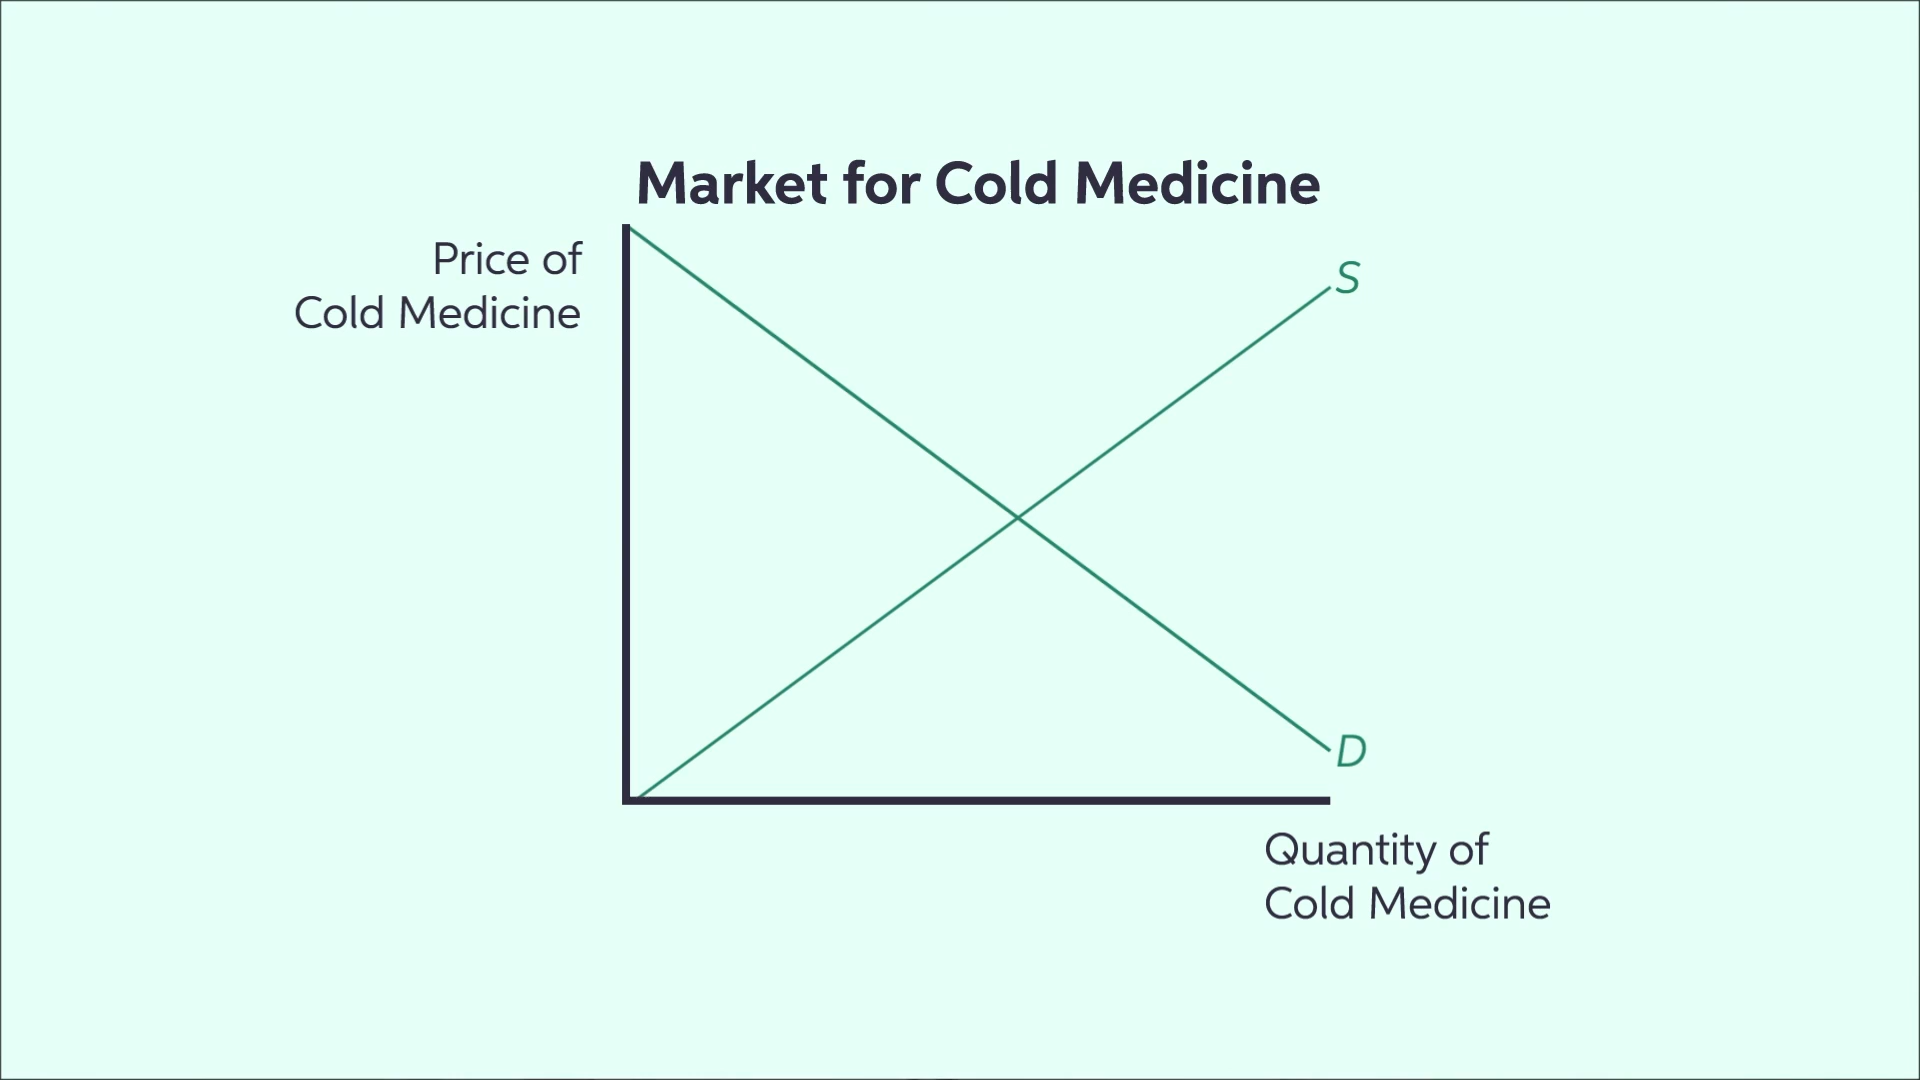 Market for Cold Medicine
Price of
Cold Medicine
S
D
Quantity of
Cold Medicine